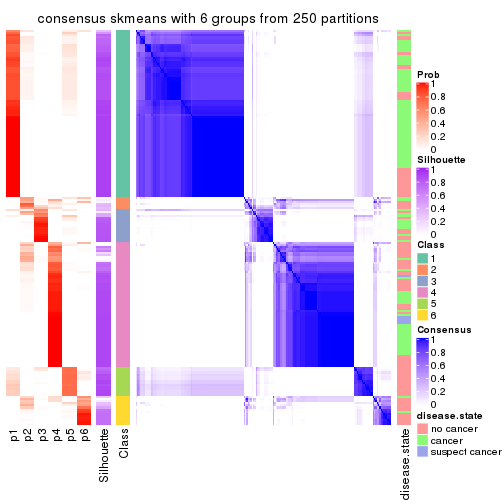 consensus skmeans with 6 groups from 250 partitions
Prob
1
0.8
0.6
0.4
0.2
0
Silhouette
1
0.8
0.6
0.4
0.2
0
Class
1
2
3
4
5
6
Consensus
1
0.8
0.6
0.4
0.2
0
disease.state
no cancer
cancer
suspect cancer
p1
p2
p3
p4
p5
p6
Silhouette
Class
disease.state